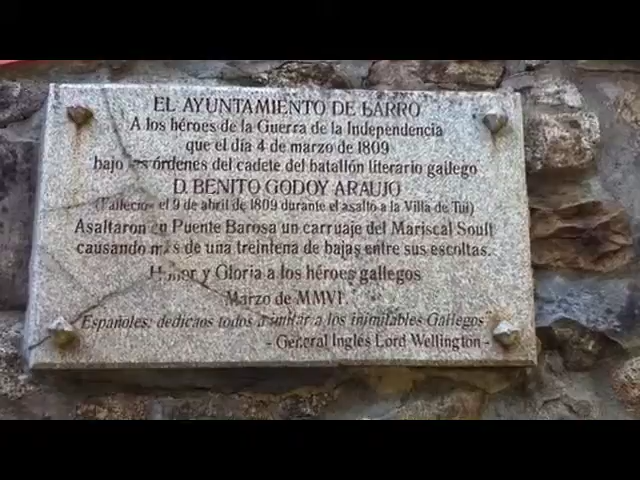 EL AYUNTAMIENTO DE BARRO
A los héroes de la Guerra de la Independencia
que el día 4 de marzo de 1809
bajo las órdenes del cadete del batallón literario gallego
D. BENITO GODOY ARAUJO
(Fallecido el 9 de abril de 1809 durante el asalto a la Villa de Tui)
Asaltaron en Puente Barosa un carruaje del Mariscal Soult
causando más de una treintena de bajas entre sus escoltas.
Honor y Gloria a los héroes gallegos
Marzo de MMVI.
"Españoles: dedicaos todos a imitar a los inimitables Gallegos"
- General Inglés Lord Wellington -